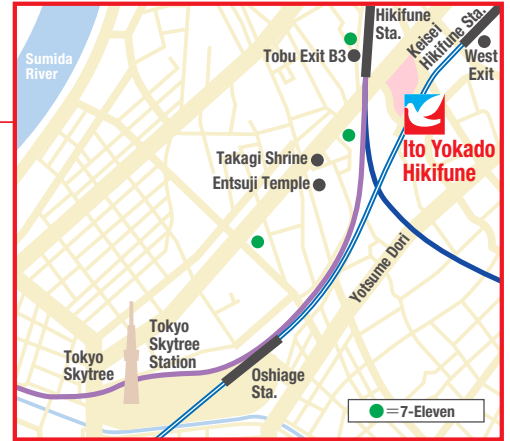 Hikifune
Sta.
Keisei
Hikifune Sta.
Sumida
River
Tobu Exit B3
West
Exit
Ito Yokado
Hikifune
Takagi Shrine
Entsuji Temple
Yotsume Dori
Tokyo
Skytree
Station
Tokyo
Skytree
Oshiage
Sta.
=7-Eleven